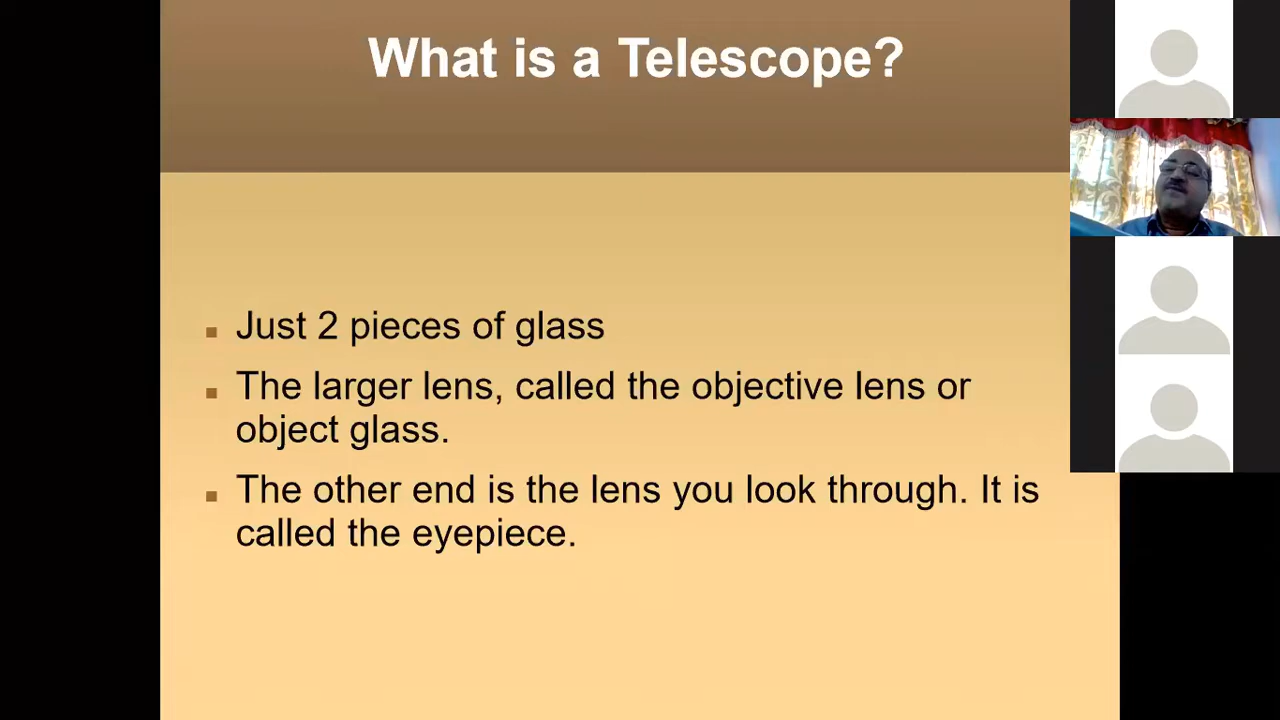 What is a Telescope?
Just 2 pieces of glass
The larger lens, called the objective lens or
object glass.
The other end is the lens you look through. It is
called the eyepiece.